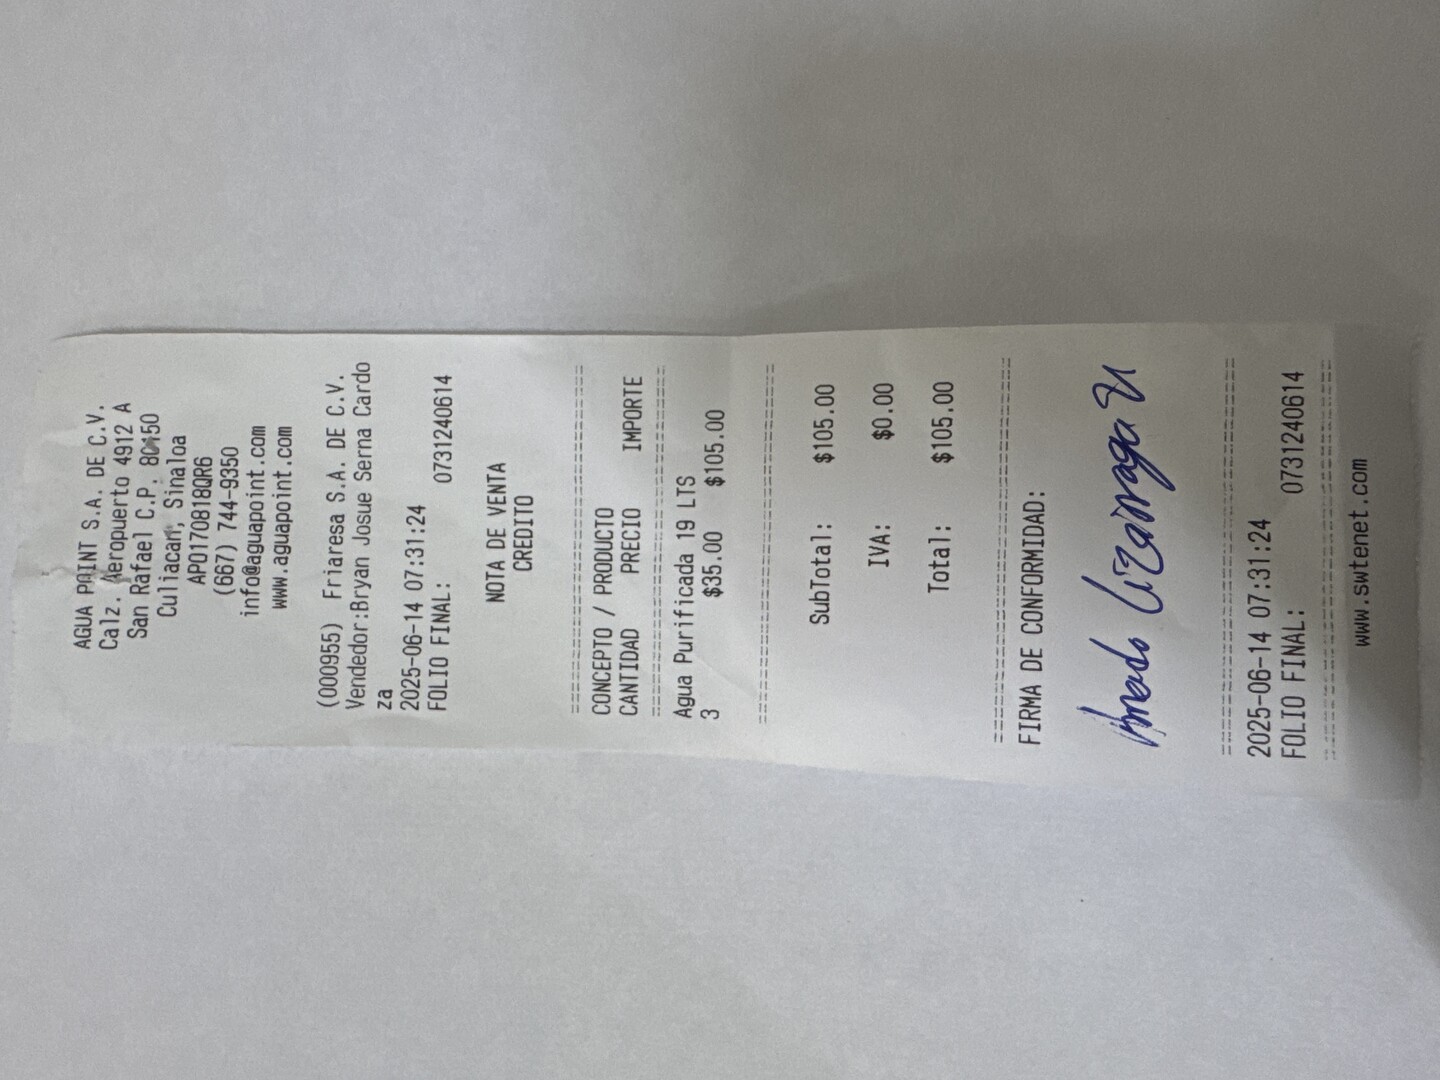 AGUA POINT S.A. DE C.V.
Calz. Aeropuerto 4912 A
San Rafael C.P. 80150
Culiacan, Sinaloa
APO170818QR6
(667) 744-9350
info@aguapoint.com
www.aguapoint.com
(000955) Friaresa S.A. DE C.V.
Vendedor:Bryan Josue Serna Cardo
za
2025-06-14 07:31:24
FOLIO FINAL: 0731240614
NOTA DE VENTA
CREDITO
CONCEPTO / PRODUCTO
CANTIDAD PRECIO IMPORTE
Agua Purificada 19 LTS
3 $35.00 $105.00
SubTotal: $105.00
IVA: $0.00
Total: $105.00
FIRMA DE CONFORMIDAD:
Amado Lizarraga
2025-06-14 07:31:24
FOLIO FINAL: 0731240614
www.swtenet.com